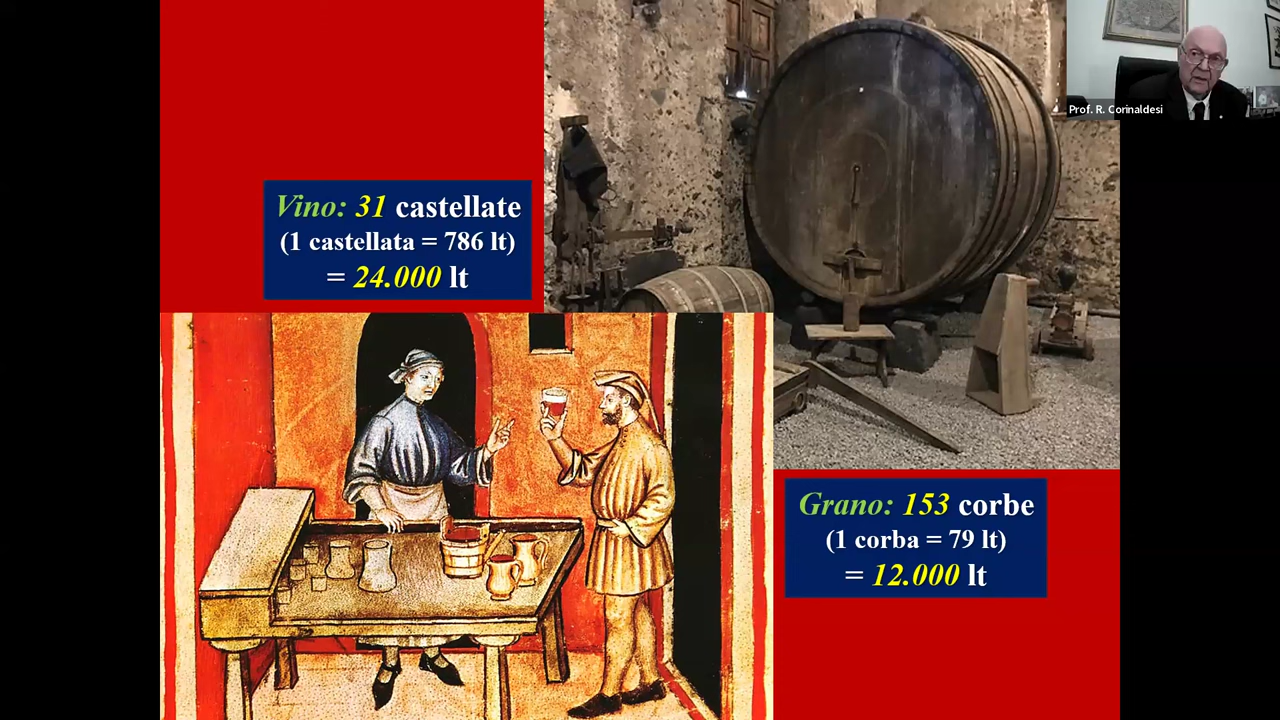 Prof. R. Corinaldesi
Vino: 31 castellate
(1 castellata = 786 lt)
= 24.000 lt
Grano: 153 corbe
(1 corba = 79 lt)
= 12.000 lt